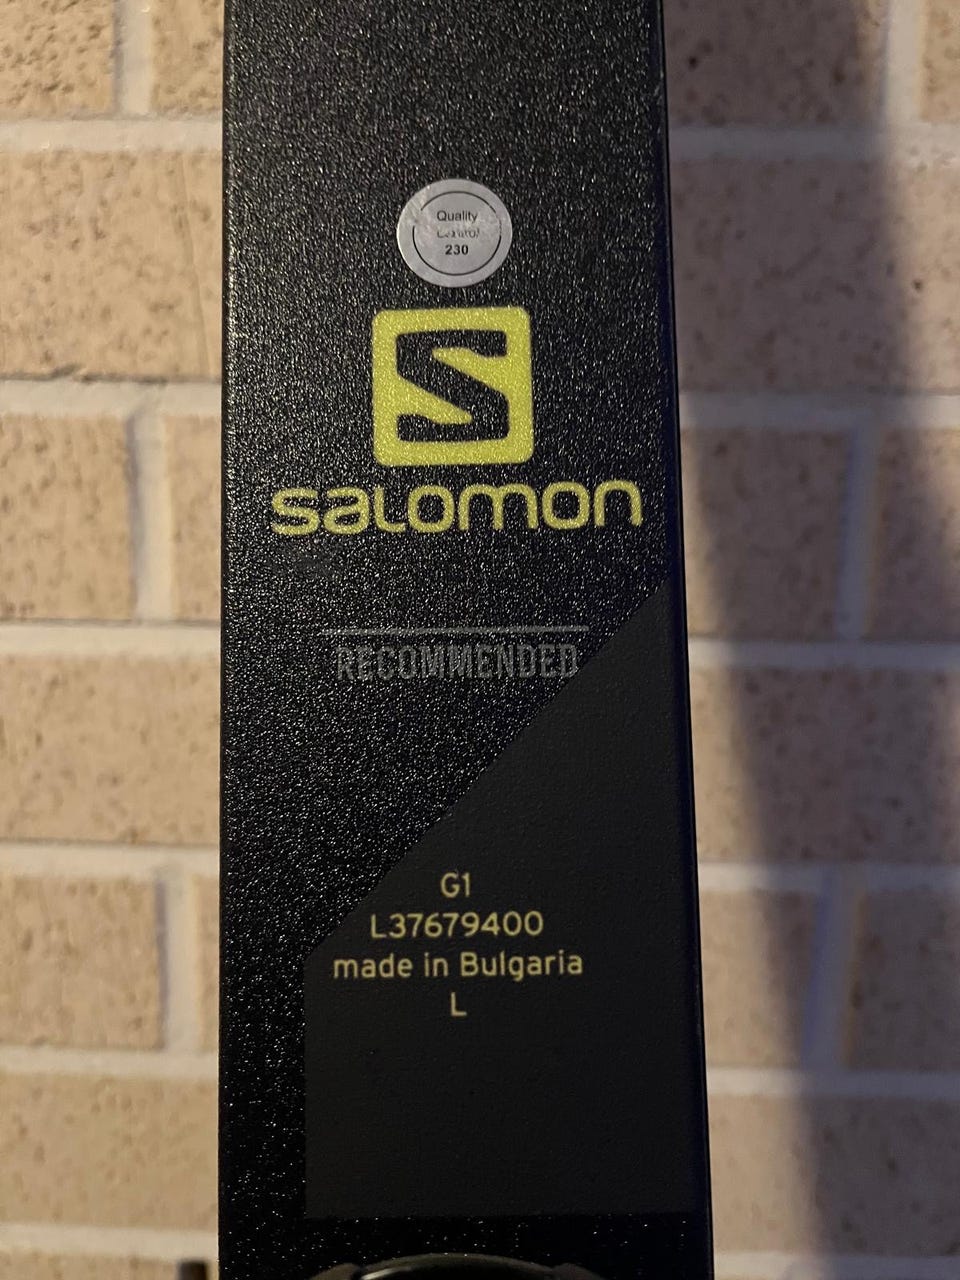 Quality
230
S
salomon
RECOMMENDED
G1
L37679400
made in Bulgaria
L